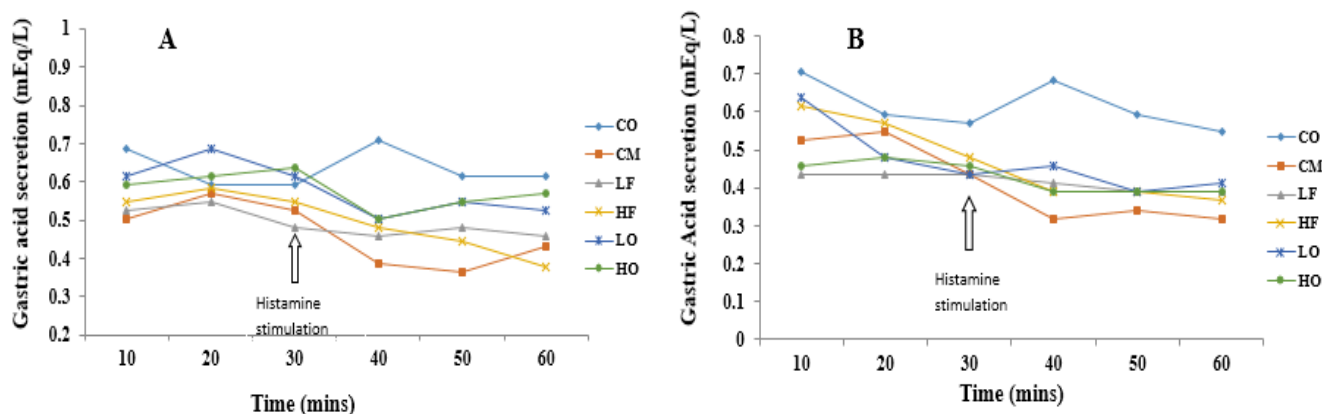 A
Gastric acid secretion (mEq/L)
1
0.9
0.8
0.7
0.6
0.5
0.4
0.3
0.2
10 20 30 40 50 60
Time (mins)
Histamine
stimulation
CO
CM
LF
HF
LO
HO
B
Gastric Acid secretion (mEq/L)
0.8
0.7
0.6
0.5
0.4
0.3
0.2
0.1
0
10 20 30 40 50 60
Time (mins)
Histamine
stimulation
CO
CM
LF
HF
LO
HO